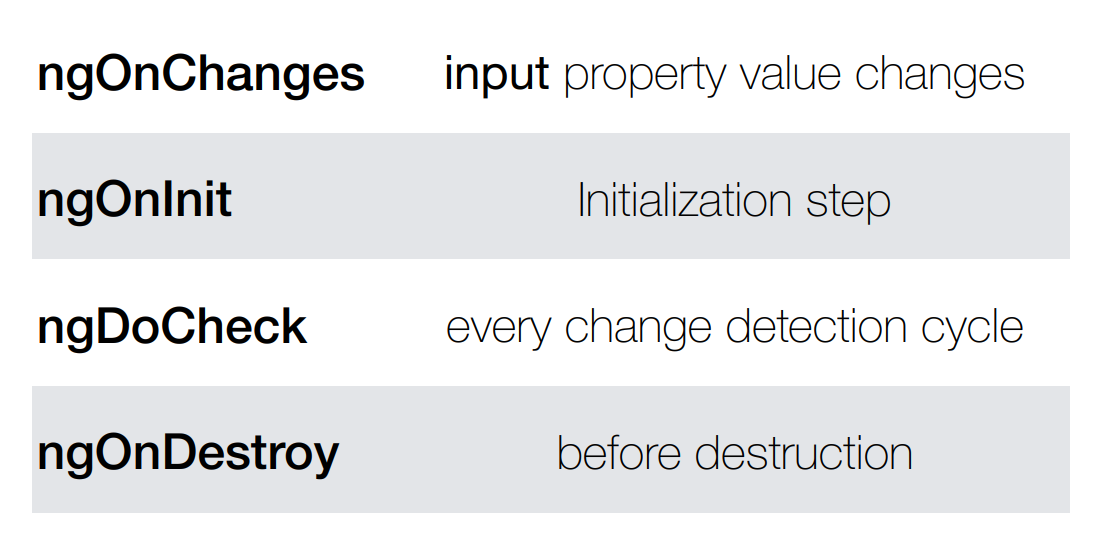 ngOnChanges input property value changes
ngOnInit Initialization step
ngDoCheck every change detection cycle
ngOnDestroy before destruction